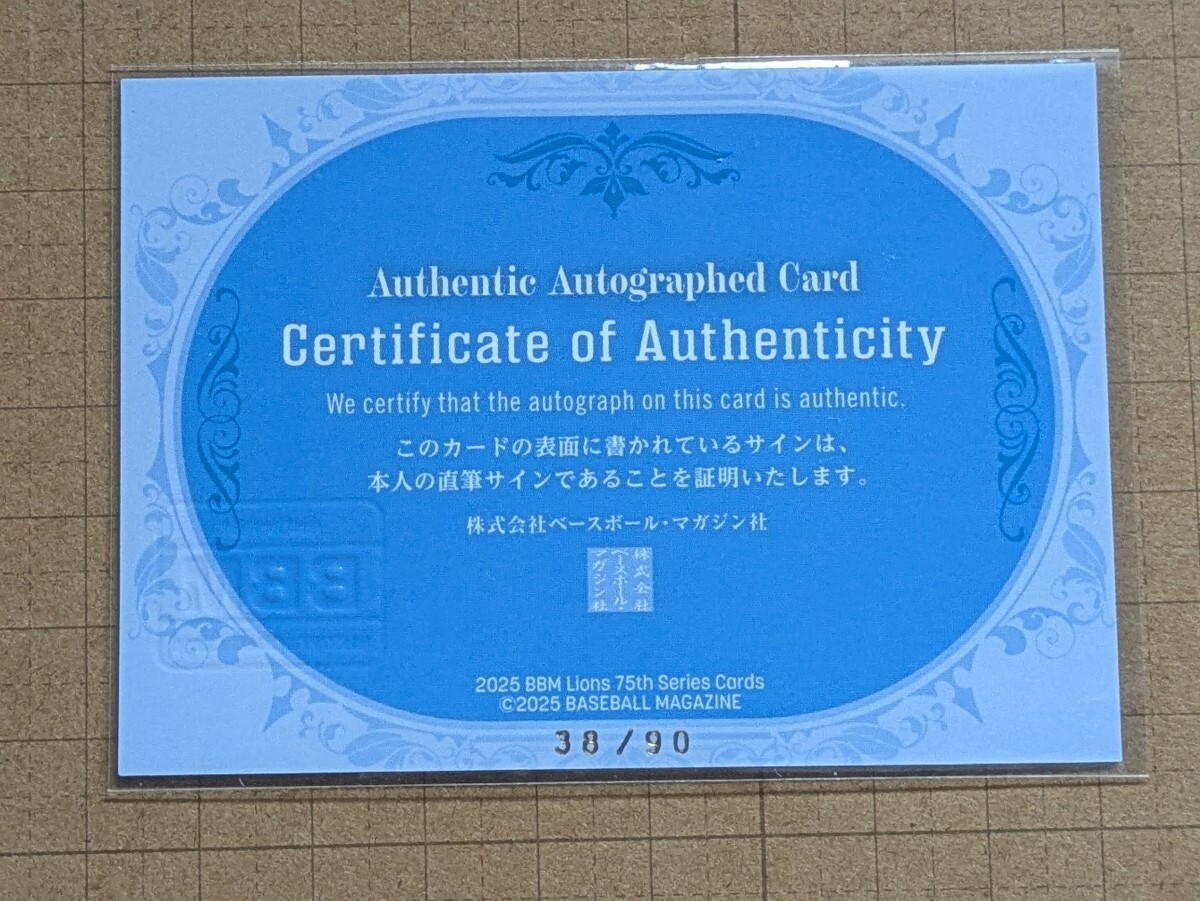 Authentic Autographed Card
Certificate of Authenticity
We certify that the autograph on this card is authentic.
このカードの表面に書かれているサインは、
本人の直筆サインであることを証明いたします。
株式会社ベースボール・マガジン社
株式会社
ベースボール・
マガジン社
BB
2025 BBM Lions 75th Series Cards
©2025 BASEBALL MAGAZINE
38/90